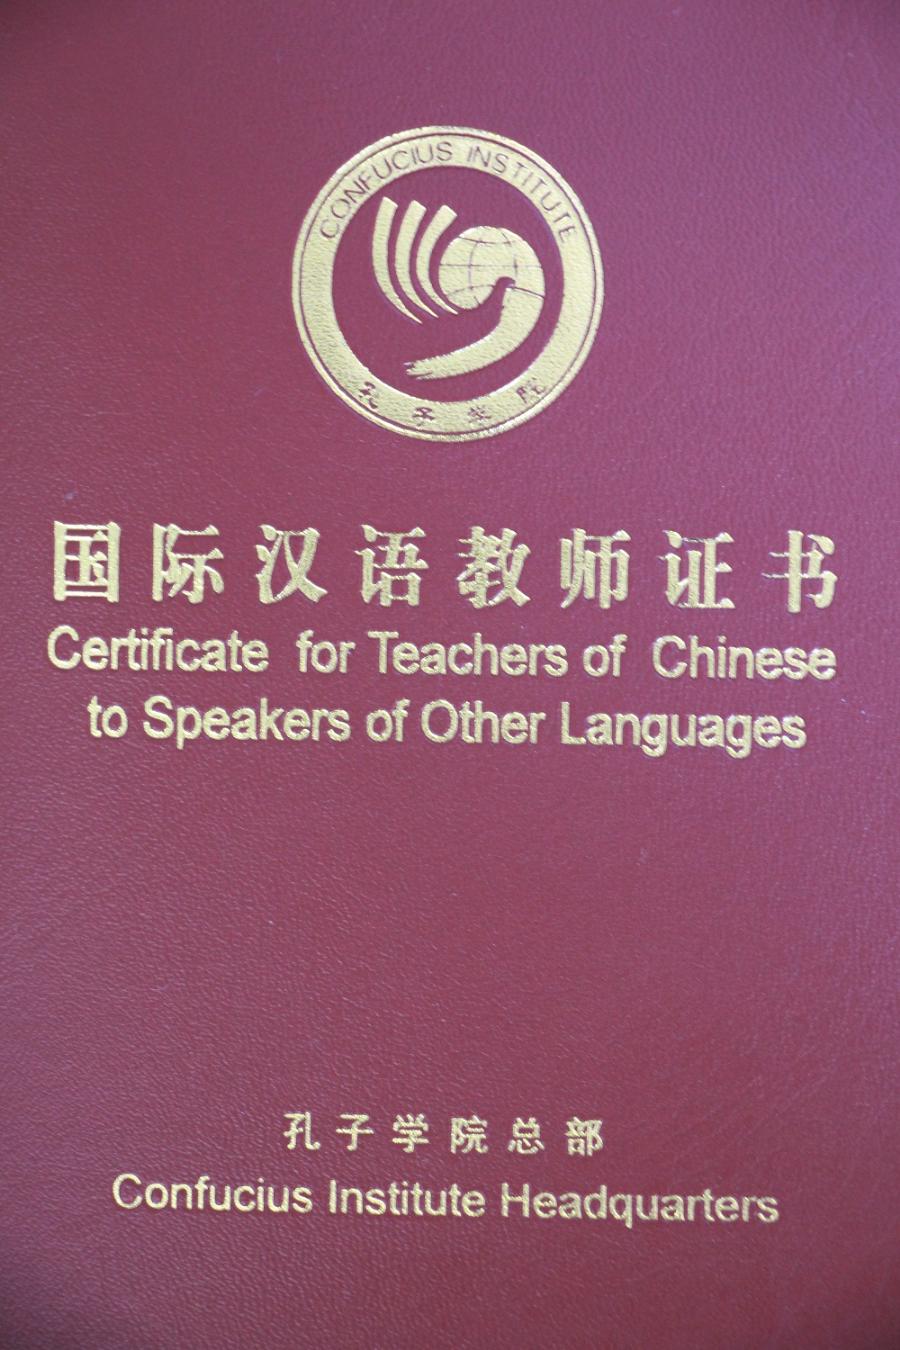 CONFUCIUS INSTITUTE
孔子学院
国际汉语教师证书
Certificate for Teachers of Chinese
to Speakers of Other Languages
孔子学院总部
Confucius Institute Headquarters